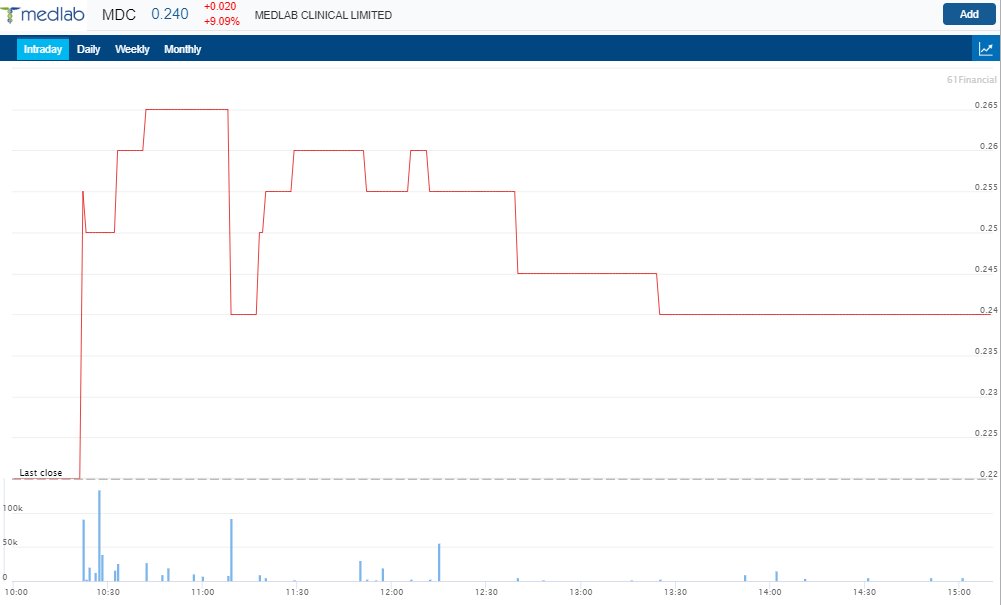 medlab MDC 0.240 +0.020 MEDLAB CLINICAL LIMITED Add
+9.09%
Intraday Daily Weekly Monthly
61Financial
0.265
0.26
0.255
0.25
0.245
0.24
0.235
0.23
0.225
Last close 0.22
100k
50k
0
10:00 10:30 11:00 11:30 12:00 12:30 13:00 13:30 14:00 14:30 15:00